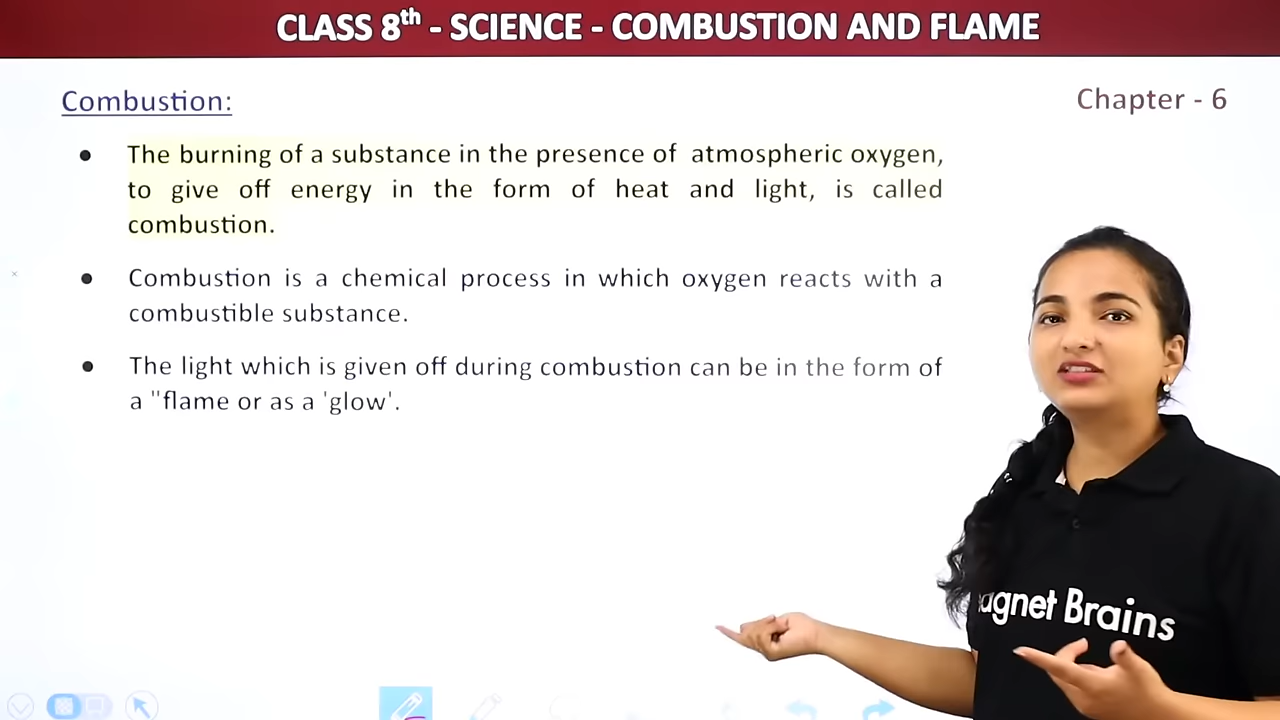 CLASS 8th - SCIENCE - COMBUSTION AND FLAME
Combustion:
Chapter - 6
• The burning of a substance in the presence of atmospheric oxygen,
to give off energy in the form of heat and light, is called
combustion.
• Combustion is a chemical process in which oxygen reacts with a
combustible substance.
• The light which is given off during combustion can be in the form of
a "flame or as a 'glow'.
agnet Brains